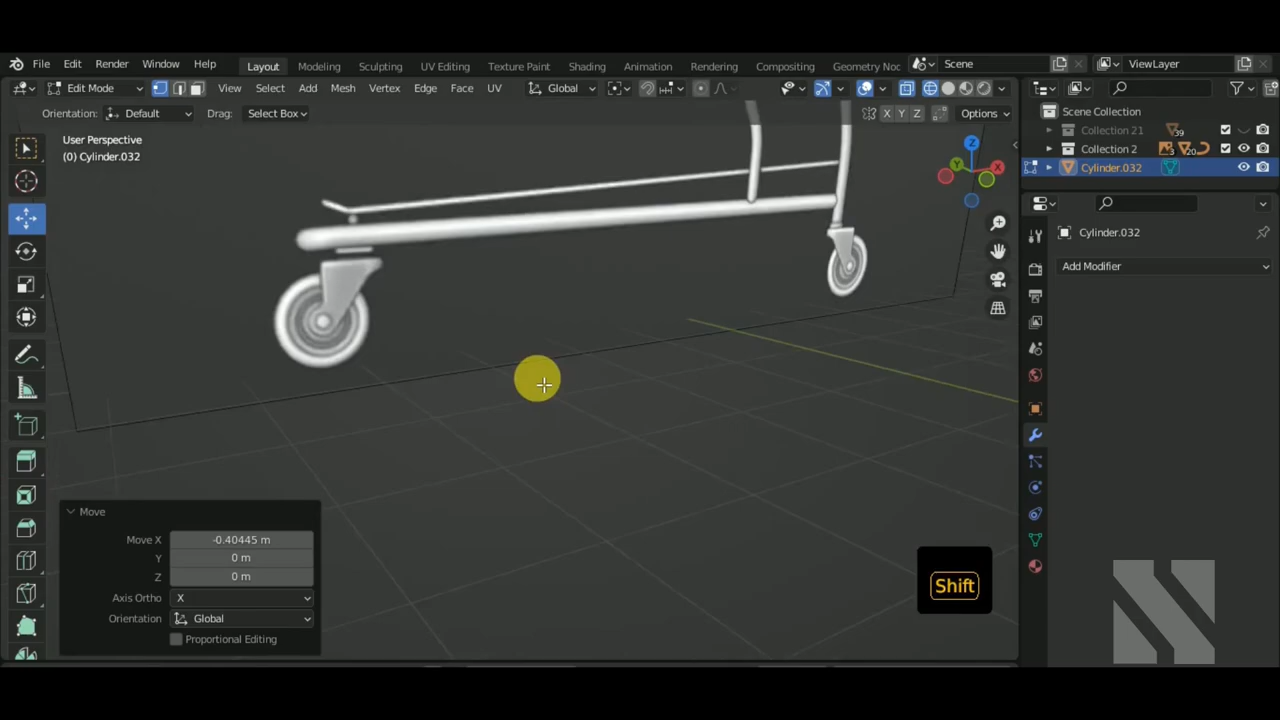 File Edit Render Window Help Layout Modeling Sculpting UV Editing Texture Paint Shading Animation Rendering Compositing Geometry Noc Scene ViewLayer
Edit Mode View Select Add Mesh Vertex Edge Face UV Global
Orientation: Default Drag: Select Box X Y Z Options
Scene Collection
User Perspective
(0) Cylinder.032
Collection 21 39
Collection 2 3 20
Cylinder.032
Z
Y X
Cylinder.032
Add Modifier
Move
Move X -0.40445 m
Y 0 m
Z 0 m
Axis Ortho X
Orientation Global
Proportional Editing
Shift